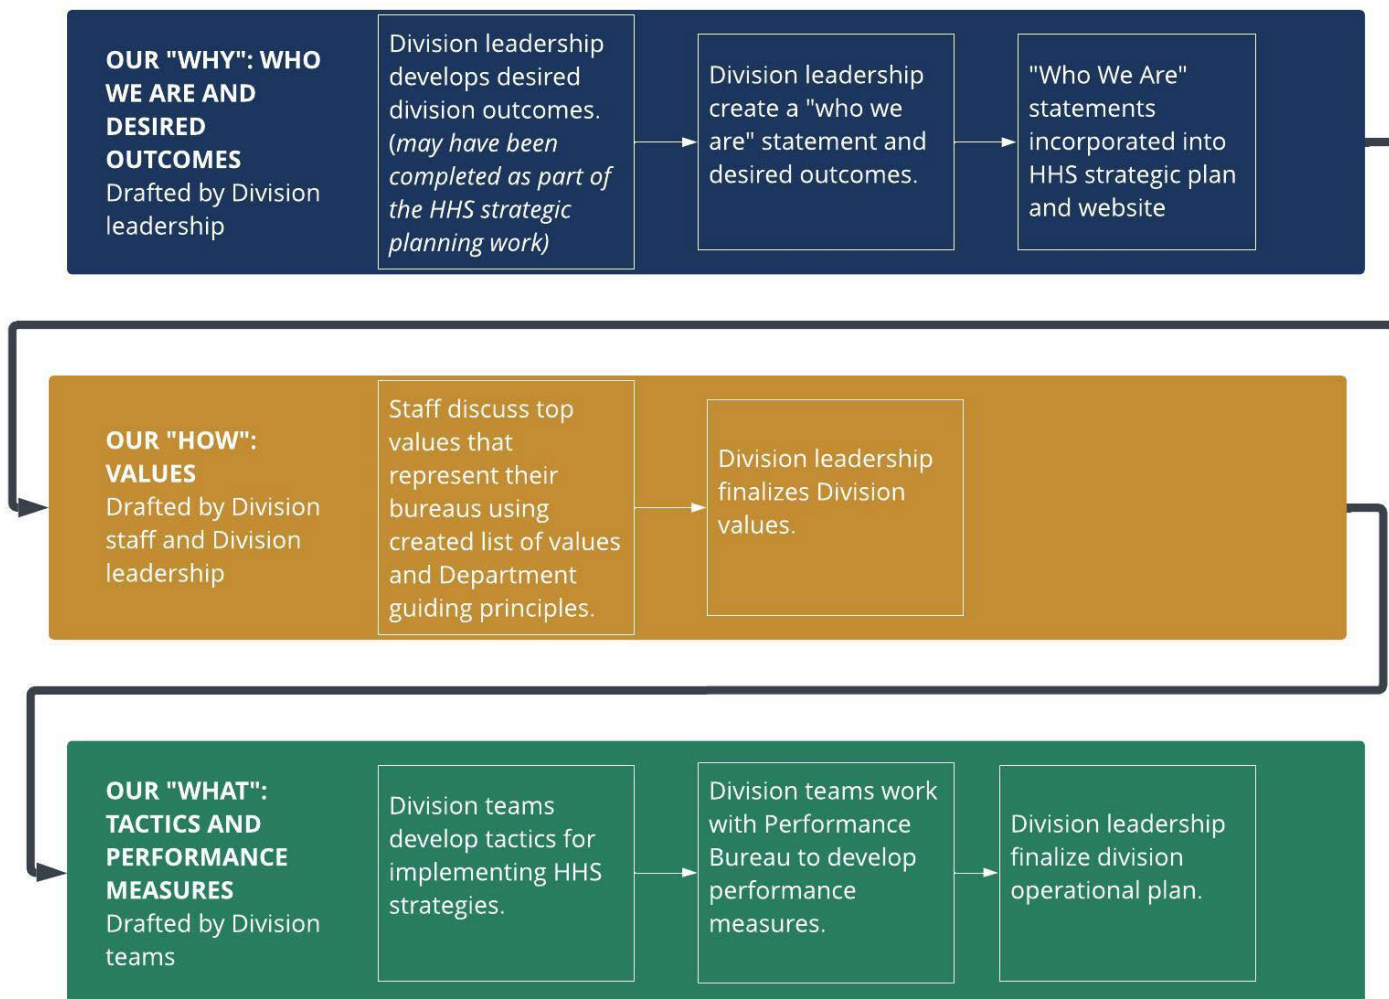 OUR "WHY": WHO
WE ARE AND
DESIRED
OUTCOMES
Drafted by Division
leadership
Division leadership
develops desired
division outcomes.
(may have been
completed as part of
the HHS strategic
planning work)
Division leadership
create a "who we
are" statement and
desired outcomes.
"Who We Are"
statements
incorporated into
HHS strategic plan
and website
OUR "HOW":
VALUES
Drafted by Division
staff and Division
leadership
Staff discuss top
values that
represent their
bureaus using
created list of values
and Department
guiding principles.
Division leadership
finalizes Division
values.
OUR "WHAT":
TACTICS AND
PERFORMANCE
MEASURES
Drafted by Division
teams
Division teams
develop tactics for
implementing HHS
strategies.
Division teams work
with Performance
Bureau to develop
performance
measures.
Division leadership
finalize division
operational plan.